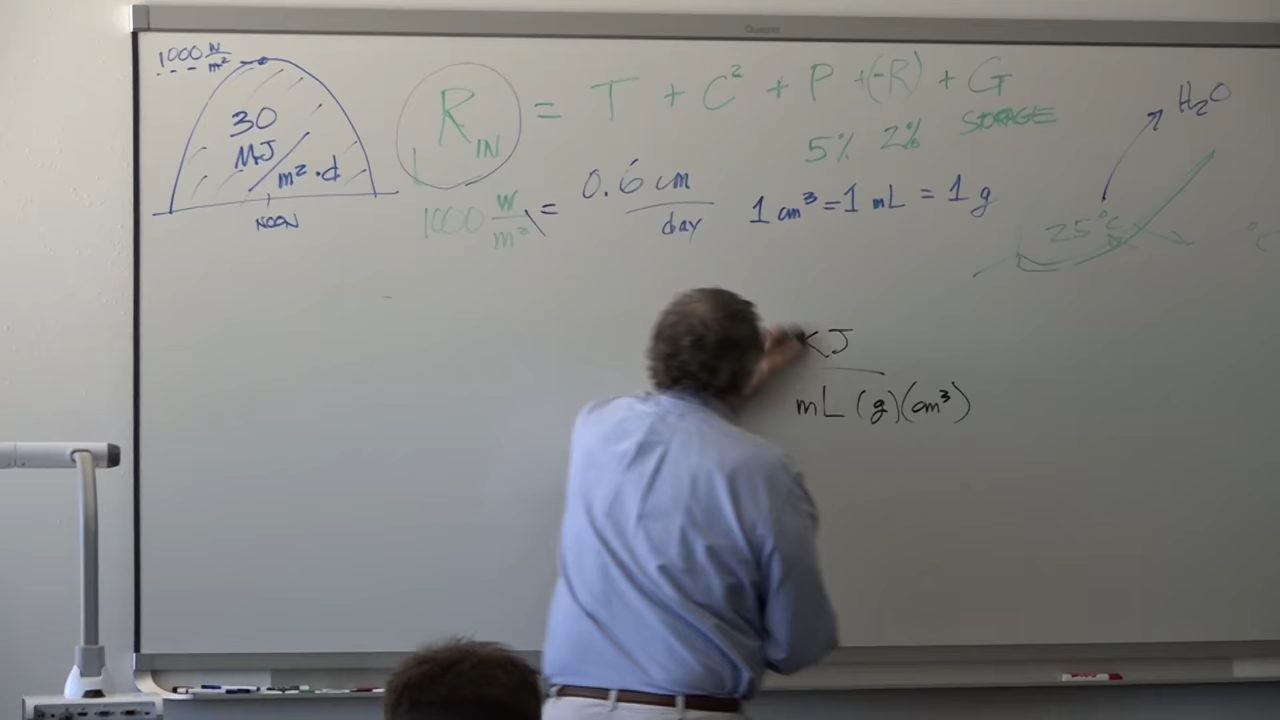 1000 W/m²
30 MJ/m²·d
NOON
R_IN = T + C² + P + (-R) + G
5% 2% STORAGE
1000 W/m² = 0.6 cm/day
1 cm³ = 1 mL = 1 g
H₂O
25°C
°C
KJ
mL (g)(cm³)